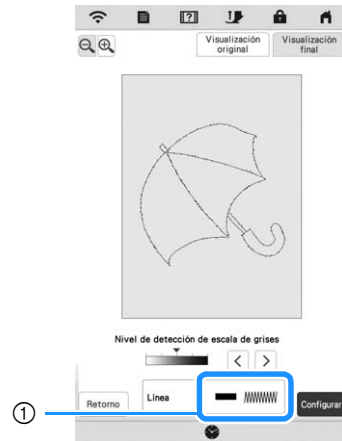 Visualización
original
Visualización
final
Nivel de detección de escala de grises
< >
Retorno
Línea
Configurar
①